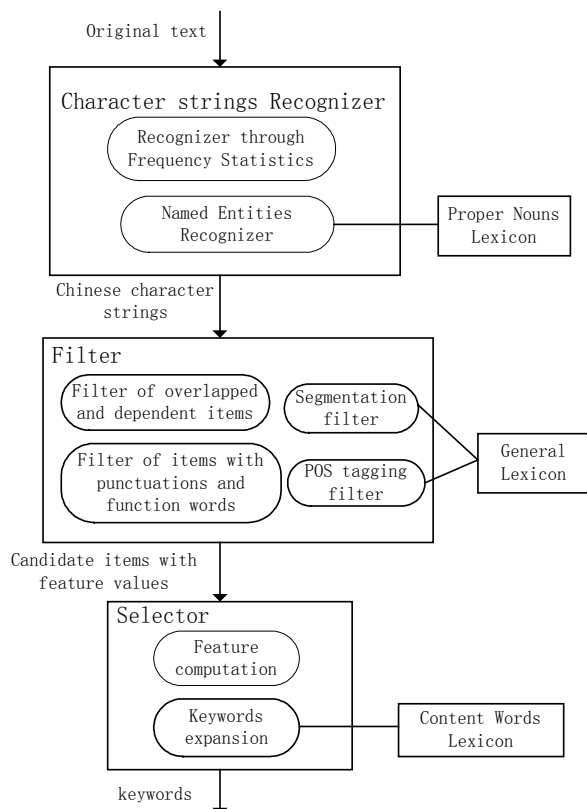 Original text
Character strings Recognizer
Recognizer through
Frequency Statistics
Named Entities
Recognizer
Proper Nouns
Lexicon
Chinese character
strings
Filter
Filter of overlapped
and dependent items
Segmentation
filter
Filter of items with
punctuations and
function words
POS tagging
filter
General
Lexicon
Candidate items with
feature values
Selector
Feature
computation
Keywords
expansion
Content Words
Lexicon
keywords